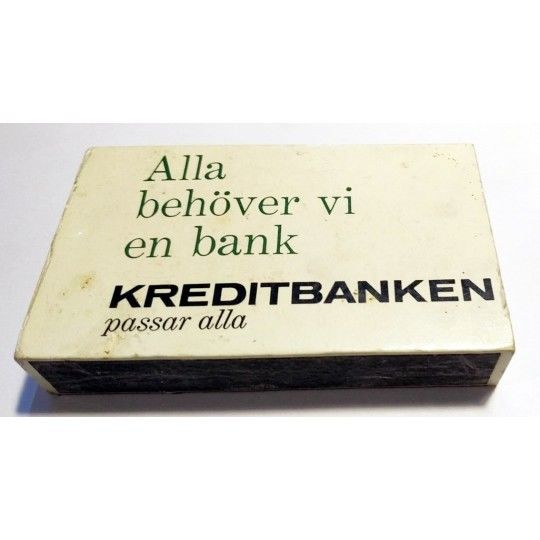 Alla
behöver vi
en bank
KREDITBANKEN
passar alla